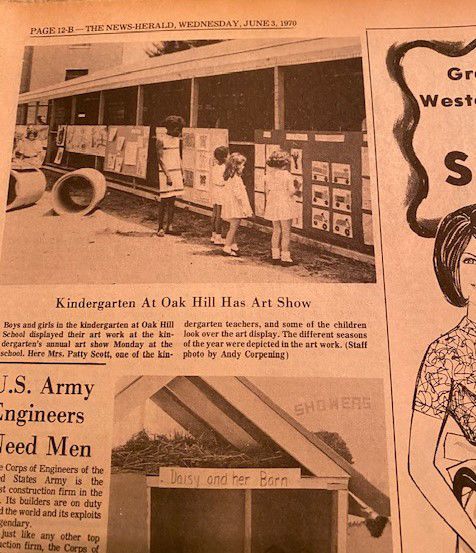 PAGE 12-B — THE NEWS-HERALD, WEDNESDAY, JUNE 3, 1970
Kindergarten At Oak Hill Has Art Show
Boys and girls in the kindergarten at Oak Hill
School displayed their art work at the kin-
dergarten's annual art show Monday at the
school. Here Mrs. Patty Scott, one of the kin-
dergarten teachers, and some of the children
look over the art display. The different seasons
of the year were depicted in the art work. (Staff
photo by Andy Corpening)
U.S. Army
Engineers
Need Men
Corps of Engineers of the
States Army is the
construction firm in the
Its builders are on duty
the world and its exploits
just like any other top
firm, the Corps of
SHOWERS
Daisy and her Barn
Gr
West
S